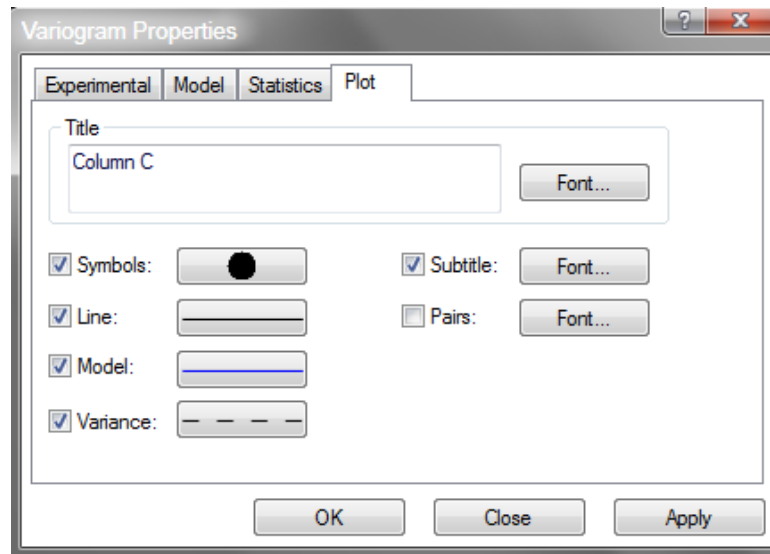 Variogram Properties
Experimental Model Statistics Plot
Title
Column C
Font...
Symbols: Subtitle: Font...
Line: Pairs: Font...
Model:
Variance:
OK Close Apply